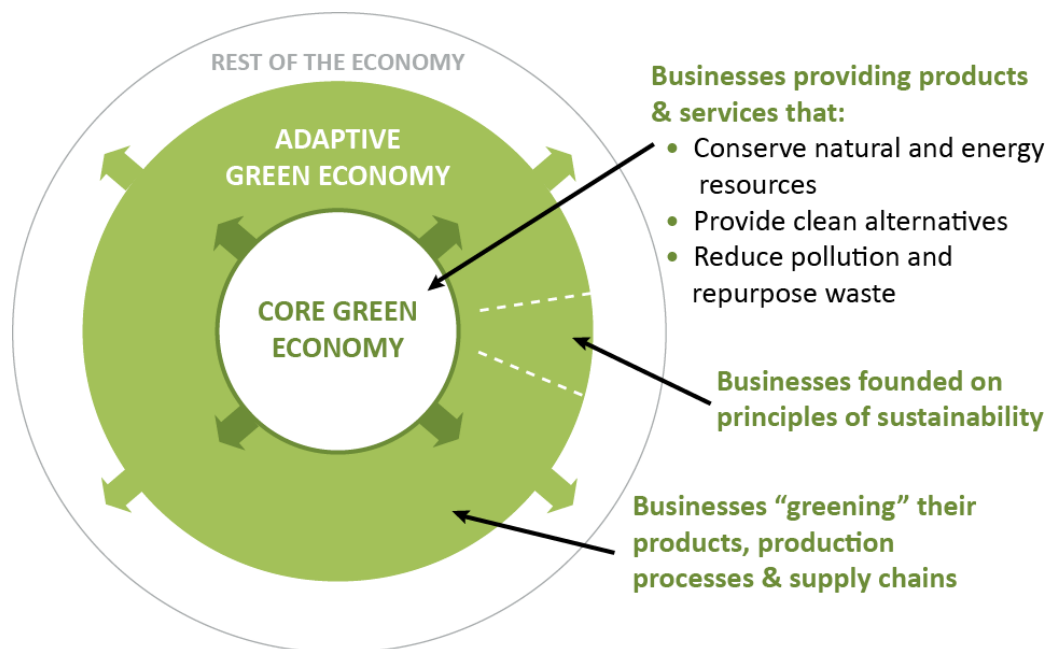 REST OF THE ECONOMY
ADAPTIVE
GREEN ECONOMY
CORE GREEN
ECONOMY
Businesses providing products
& services that:
• Conserve natural and energy
resources
• Provide clean alternatives
• Reduce pollution and
repurpose waste
Businesses founded on
principles of sustainability
Businesses “greening” their
products, production
processes & supply chains